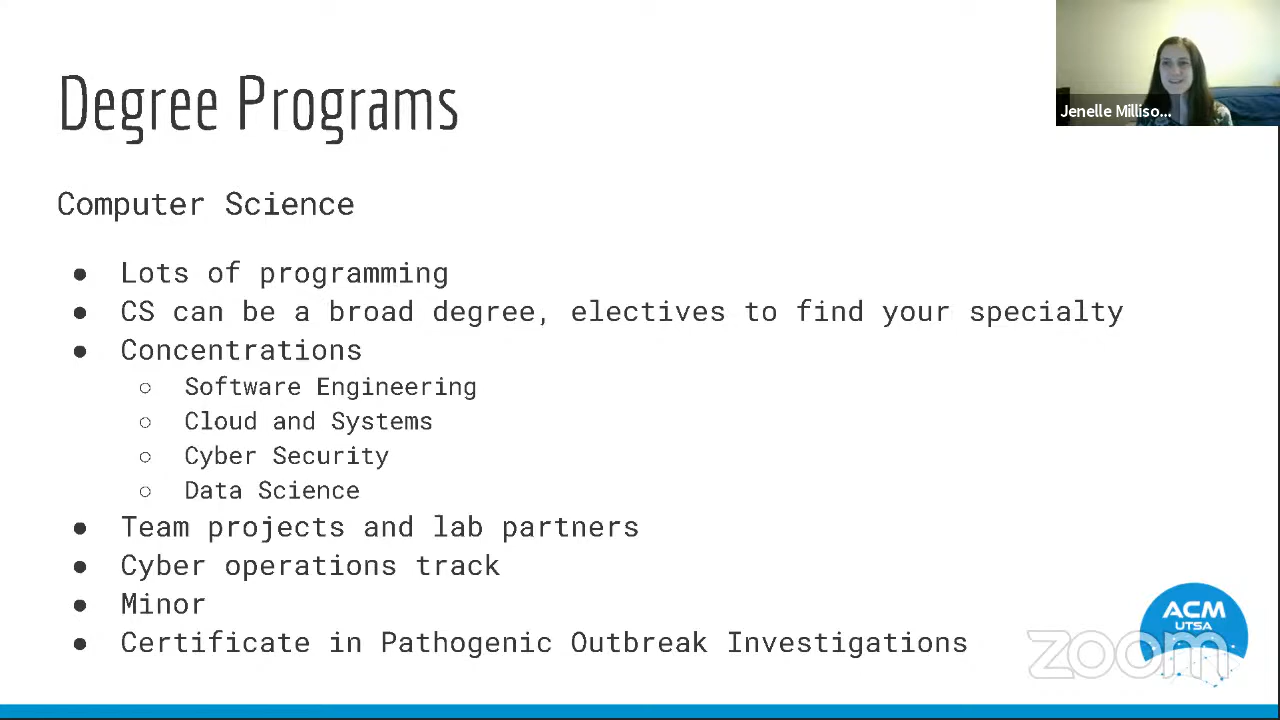 Degree Programs
Jenelle Milliso...
Computer Science
● Lots of programming
● CS can be a broad degree, electives to find your specialty
● Concentrations
○ Software Engineering
○ Cloud and Systems
○ Cyber Security
○ Data Science
● Team projects and lab partners
● Cyber operations track
● Minor
● Certificate in Pathogenic Outbreak Investigations
ACM
UTSA
zoom